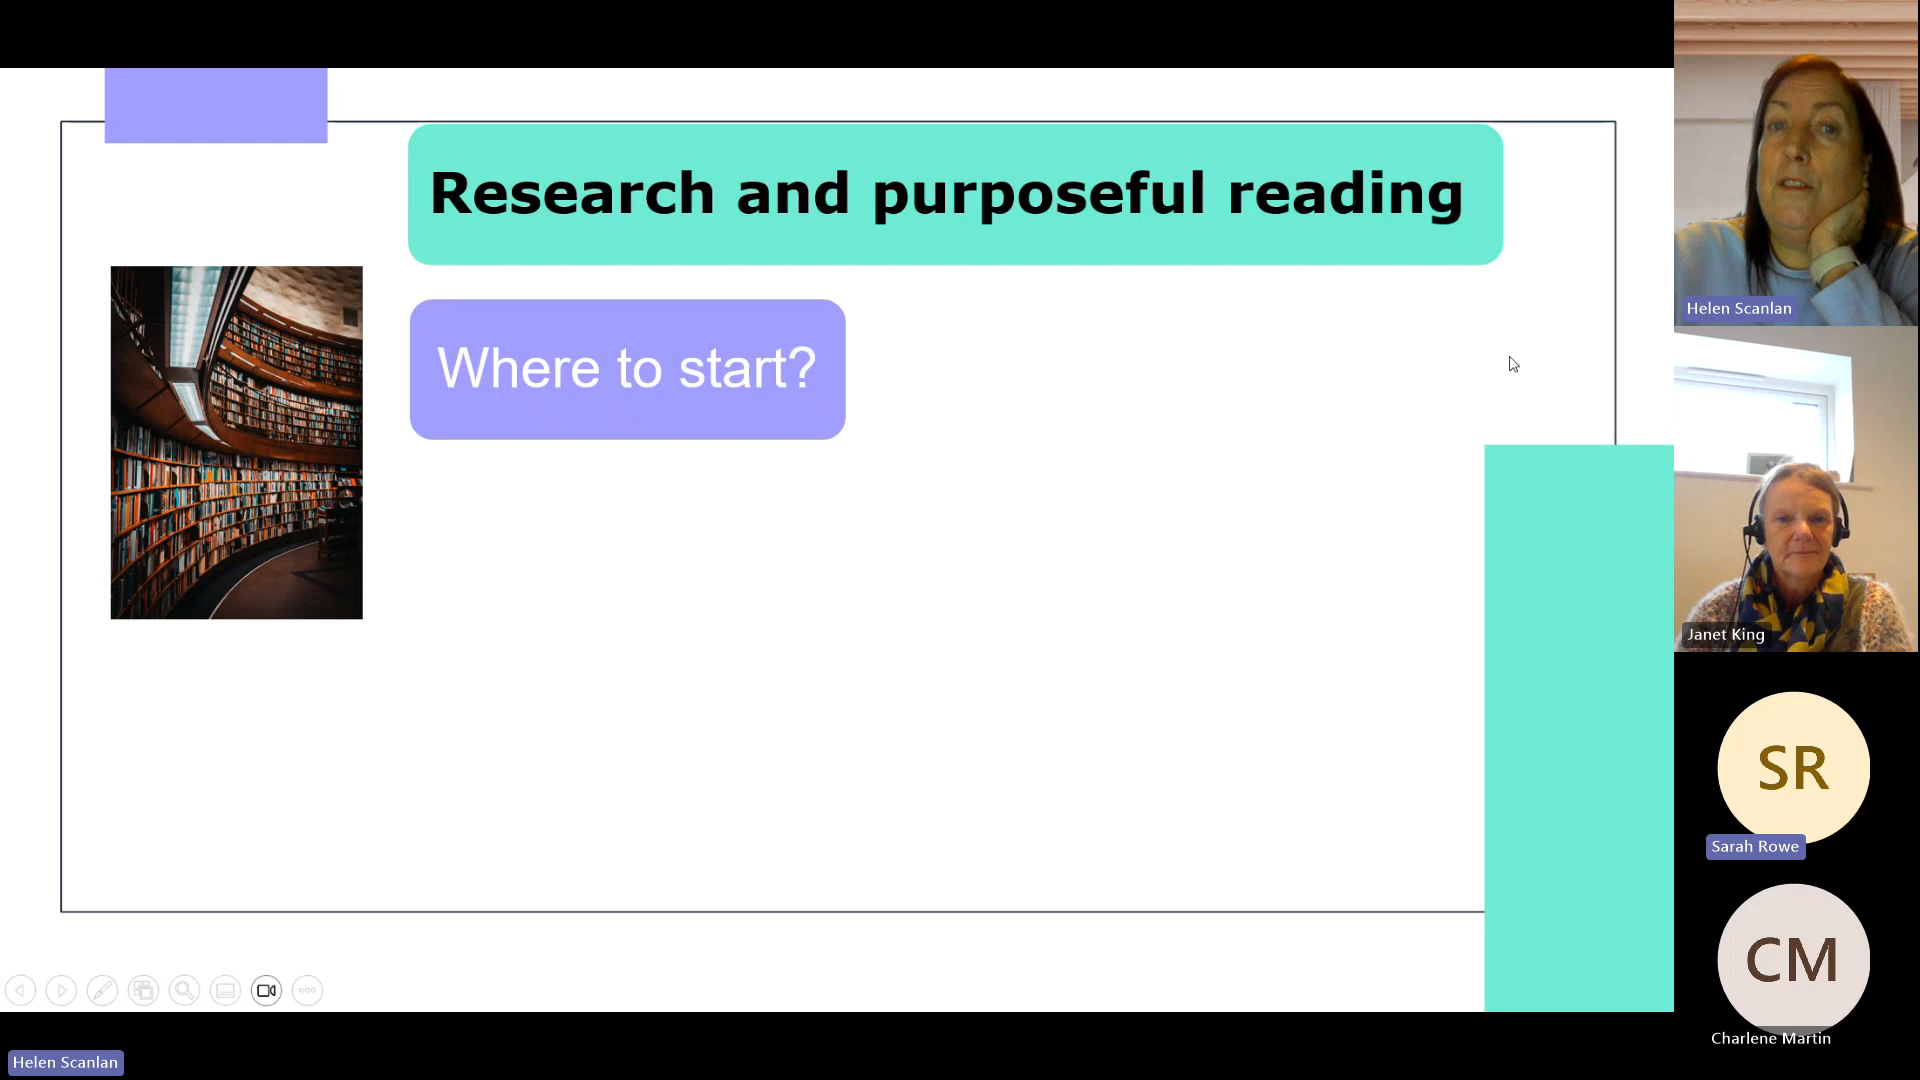 Research and purposeful reading
Where to start?
Helen Scanlan
Janet King
SR
Sarah Rowe
CM
Charlene Martin
Helen Scanlan